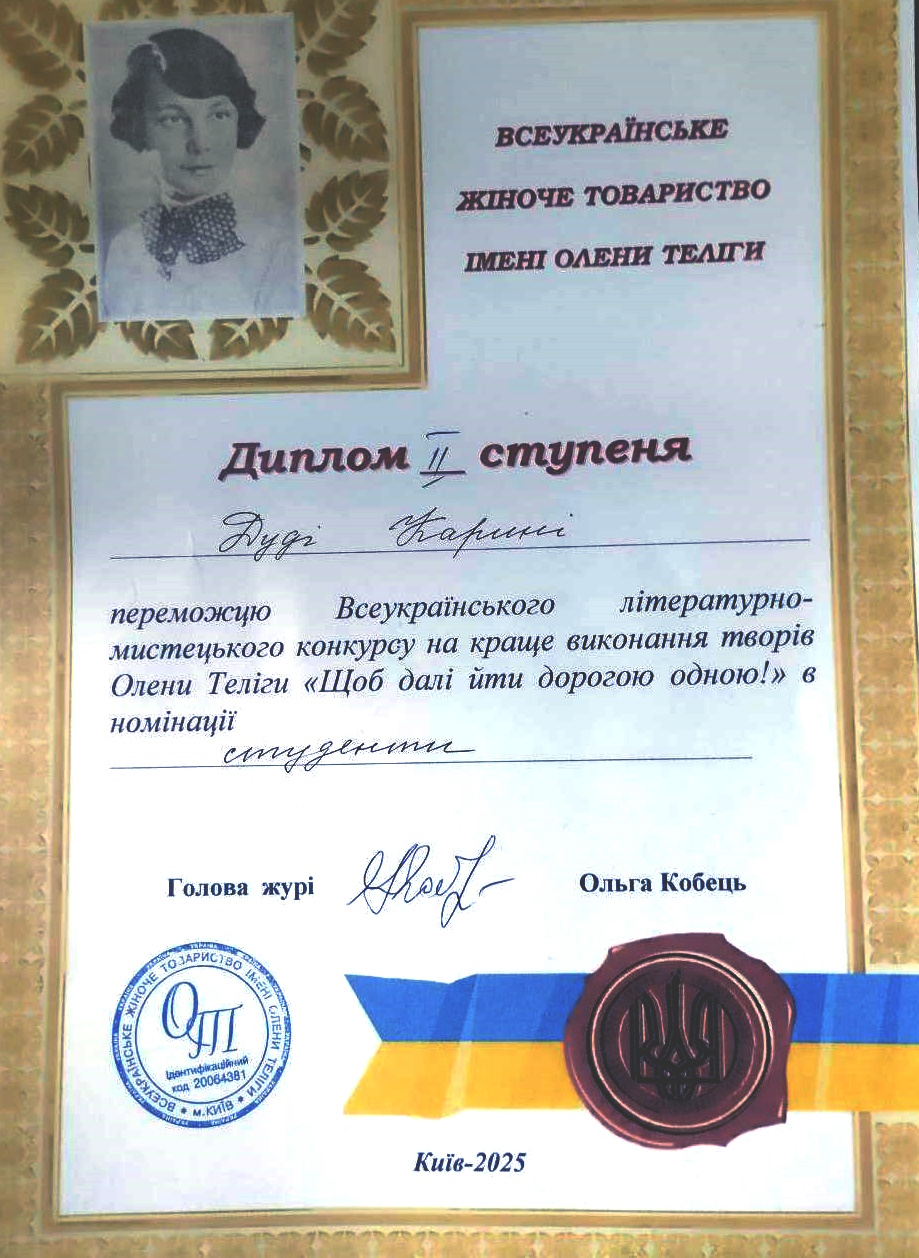 ВСЕУКРАЇНСЬКЕ
ЖІНОЧЕ ТОВАРИСТВО
ІМЕНІ ОЛЕНИ ТЕЛІГИ
Диплом II ступеня
Дуді Карині
переможцю Всеукраїнського літературно-
мистецького конкурсу на краще виконання творів
Олени Теліги «Щоб далі йти дорогою одною!» в
номінації
студенти
Голова журі Ольга Кобець
ВСЕУКРАЇНСЬКЕ ЖІНОЧЕ ТОВАРИСТВО ІМЕНІ ОЛЕНИ ТЕЛІГИ
ОТ
Ідентифікаційний
код 20064381
м.КИЇВ
Київ-2025